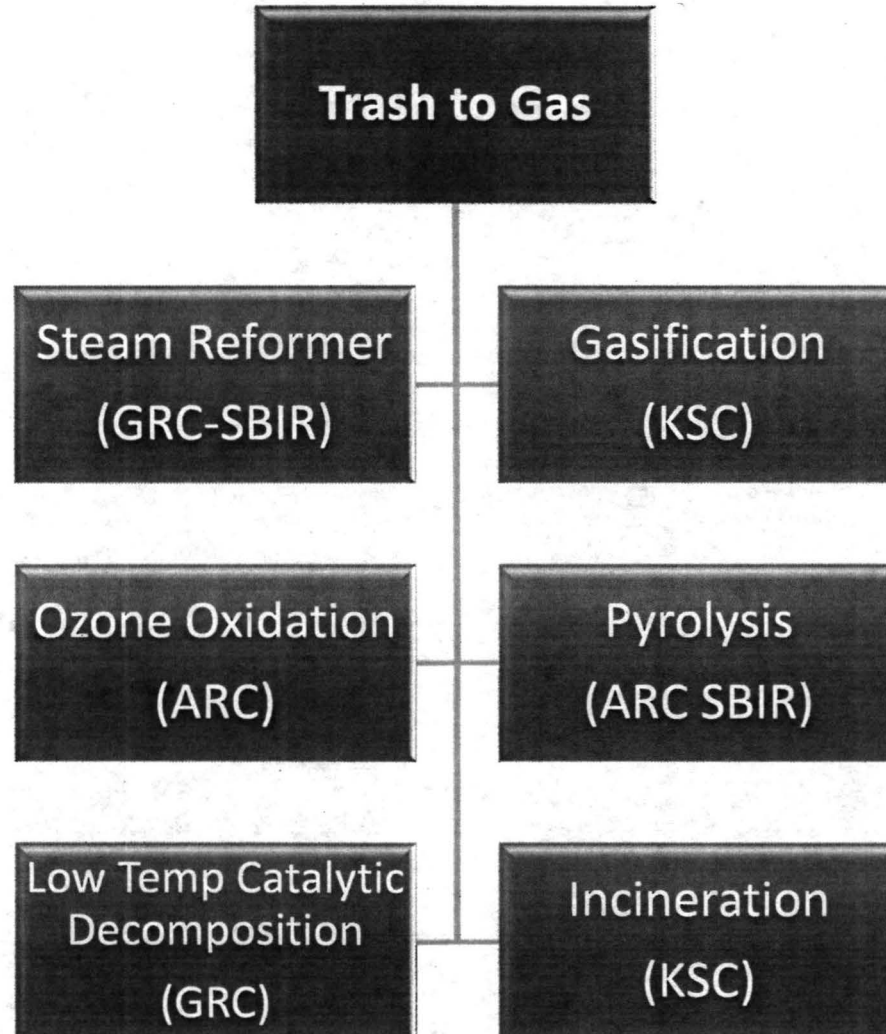 Trash to Gas
Steam Reformer
(GRC-SBIR)
Gasification
(KSC)
Ozone Oxidation
(ARC)
Pyrolysis
(ARC SBIR)
Low Temp Catalytic
Decomposition
(GRC)
Incineration
(KSC)